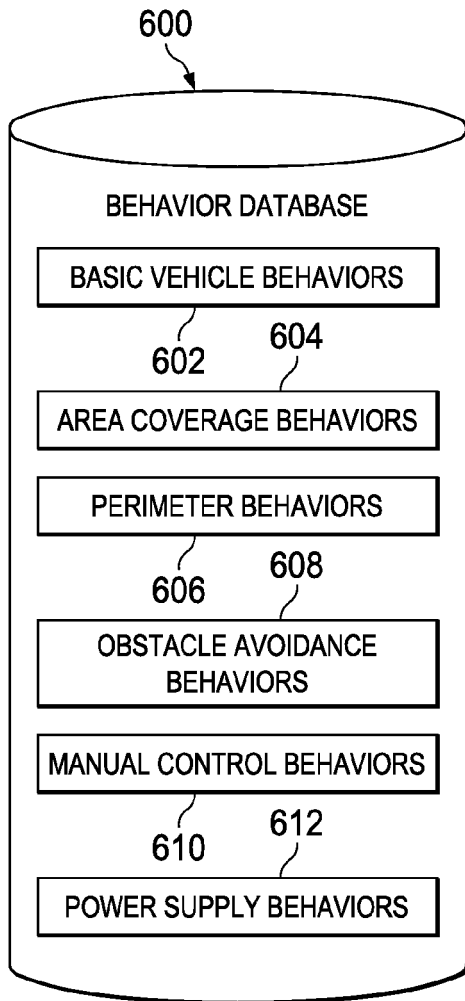 600
BEHAVIOR DATABASE
BASIC VEHICLE BEHAVIORS
602
604
AREA COVERAGE BEHAVIORS
PERIMETER BEHAVIORS
606
608
OBSTACLE AVOIDANCE
BEHAVIORS
MANUAL CONTROL BEHAVIORS
610
612
POWER SUPPLY BEHAVIORS